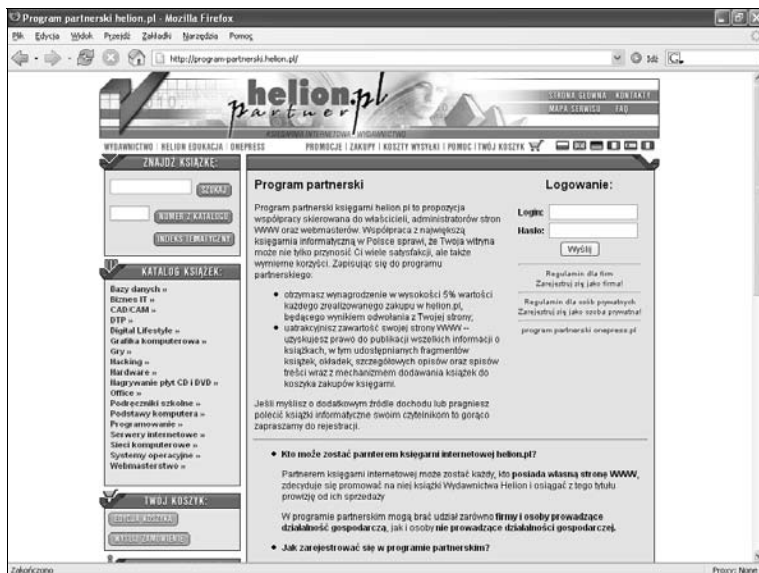 Program partnerski helion.pl - Mozilla Firefox
Plik Edycja Widok Przejdź Zakładki Narzędzia Pomoc
http://program-partnerski.helion.pl/
Idź
helion.pl
partner
STRONA GŁÓWNA KONTAKTY
MAPA SERWISU FAQ
KSIĘGARNIA INTERNETOWA WYDAWNICTWO
WYDAWNICTWO | HELION EDUKACJA | ONEPRESS
PROMOCJE | ZAKUPY | KOSZTY WYSYŁKI | POMOC | TWÓJ KOSZYK
ZNAJDŹ KSIĄŻKĘ:
SZUKAJ
NUMER Z KATALOGU
INDEKS TEMATYCZNY
KATALOG KSIĄŻEK:
Bazy danych »
Biznes IT »
CAD/CAM »
DTP »
Digital Lifestyle »
Grafika komputerowa »
Gry »
Hacking »
Hardware »
Nagrywanie płyt CD i DVD »
Office »
Podręczniki szkolne »
Podstawy komputera »
Programowanie »
Serwery internetowe »
Sieci komputerowe »
Systemy operacyjne »
Webmasterstwo »
TWÓJ KOSZYK:
Program partnerski
Program partnerski księgarni helion.pl to propozycja
współpracy skierowana do właścicieli, administratorów stron
WWW oraz webmasterów. Współpraca z największą
księgarnia informatyczną w Polsce sprawi, że Twoja witryna
może nie tylko przynosić Ci wiele satysfakcji, ale także
wymierne korzyści. Zapisując się do programu
partnerskiego:
• otrzymasz wynagrodzenie w wysokości 5% wartości
każdego zrealizowanego zakupu w helion.pl,
będącego wynikiem odwołania z Twojej strony;
• uatrakcyjnisz zawartość swojej strony WWW --
uzyskujesz prawo do publikacji wszelkich informacji o
książkach, w tym udostępnianych fragmentów
książek, okładek, szczegółowych opisów oraz spisów
treści wraz z mechanizmem dodawania książek do
koszyka zakupów księgarni.
Jeśli myślisz o dodatkowym źródle dochodu lub pragniesz
polecić książki informatyczne swoim czytelnikom to gorąco
zapraszamy do rejestracji.
Logowanie:
Login:
Hasło:
Wyślij
Regulamin dla firm
Zarejestruj się jako firma!
Regulamin dla osób prywatnych
Zarejestruj się jako osoba prywatna!
program partnerski onepress.pl
• Kto może zostać parnterem księgarni internetowej helion.pl?
Partnerem księgarni internetowej może zostać każdy, kto posiada własną stronę WWW,
zdecyduje się promować na niej książki Wydawnictwa Helion i osiągać z tego tytułu
prowizję od ich sprzedaży
W programie partnerskim mogą brać udział zarówno firmy i osoby prowadzące
działalność gospodarczą, jak i osoby nie prowadzące działalności gospodarczej.
• Jak zarejestrować się w programie partnerskim?
Zakończono
Proxy: None